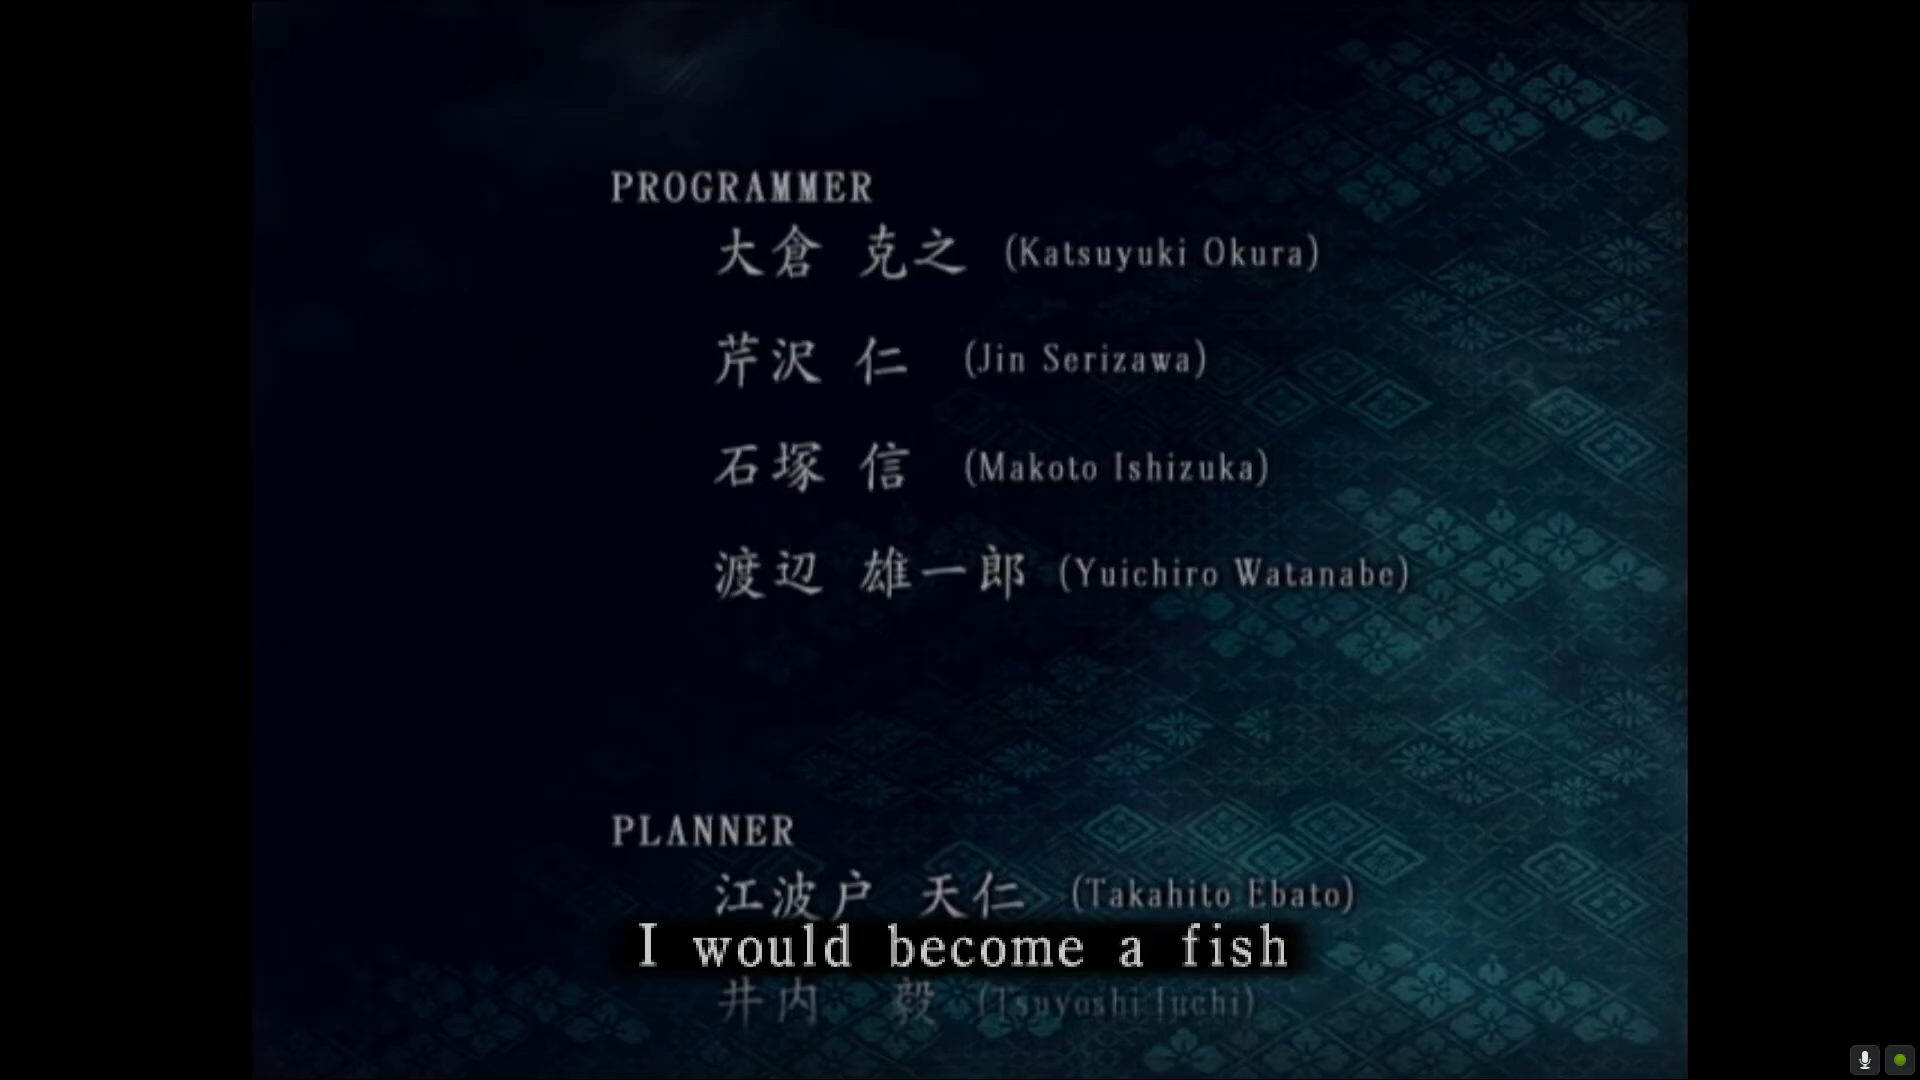 PROGRAMMER
大倉 克之 (Katsuyuki Okura)
芹沢 仁 (Jin Serizawa)
石塚 信 (Makoto Ishizuka)
渡辺 雄一郎 (Yuichiro Watanabe)
PLANNER
江波戸 天仁 (Takahito Ebato)
I would become a fish
井内 毅 (Tsuyoshi Iuchi)